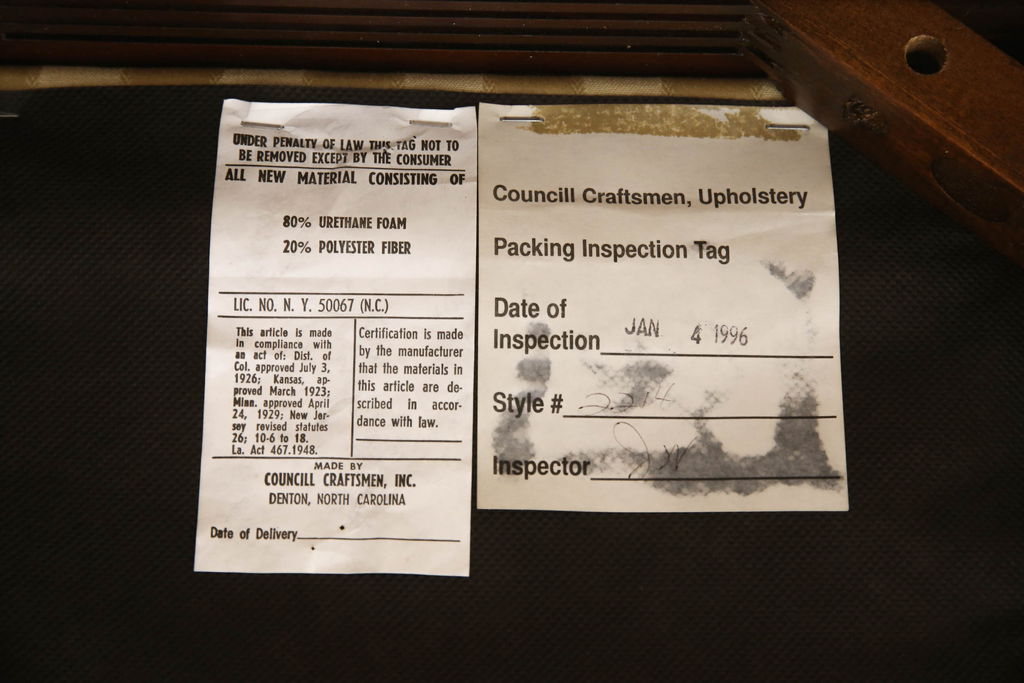 UNDER PENALTY OF LAW THIS TAG NOT TO
BE REMOVED EXCEPT BY THE CONSUMER
ALL NEW MATERIAL CONSISTING OF
80% URETHANE FOAM
20% POLYESTER FIBER
LIC. NO. N. Y. 50067 (N.C.)
This article is made
in compliance with
an act of: Dist. of
Col. approved July 3,
1926; Kansas, ap-
proved March 1923;
Minn. approved April
24, 1929; New Jer-
sey revised statutes
26; 10-6 to 18.
La. Act 467.1948.
Certification is made
by the manufacturer
that the materials in
this article are de-
scribed in accor-
dance with law.
MADE BY
COUNCILL CRAFTSMEN, INC.
DENTON, NORTH CAROLINA
Date of Delivery
Councill Craftsmen, Upholstery
Packing Inspection Tag
Date of
Inspection JAN 4 1996
Style # 2214
Inspector